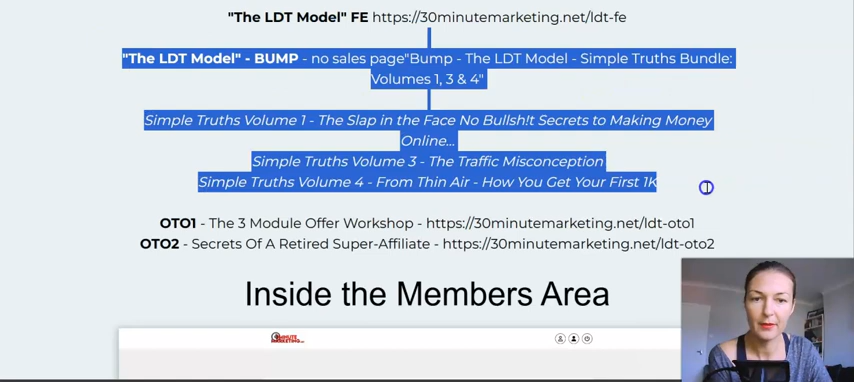 "The LDT Model" FE https://30minutemarketing.net/ldt-fe
"The LDT Model" - BUMP - no sales page"Bump - The LDT Model - Simple Truths Bundle:
Volumes 1, 3 & 4"
Simple Truths Volume 1 - The Slap in the Face No Bullsh!t Secrets to Making Money
Online...
Simple Truths Volume 3 - The Traffic Misconception
Simple Truths Volume 4 - From Thin Air - How You Get Your First 1K
OTO1 - The 3 Module Offer Workshop - https://30minutemarketing.net/ldt-oto1
OTO2 - Secrets Of A Retired Super-Affiliate - https://30minutemarketing.net/ldt-oto2
Inside the Members Area